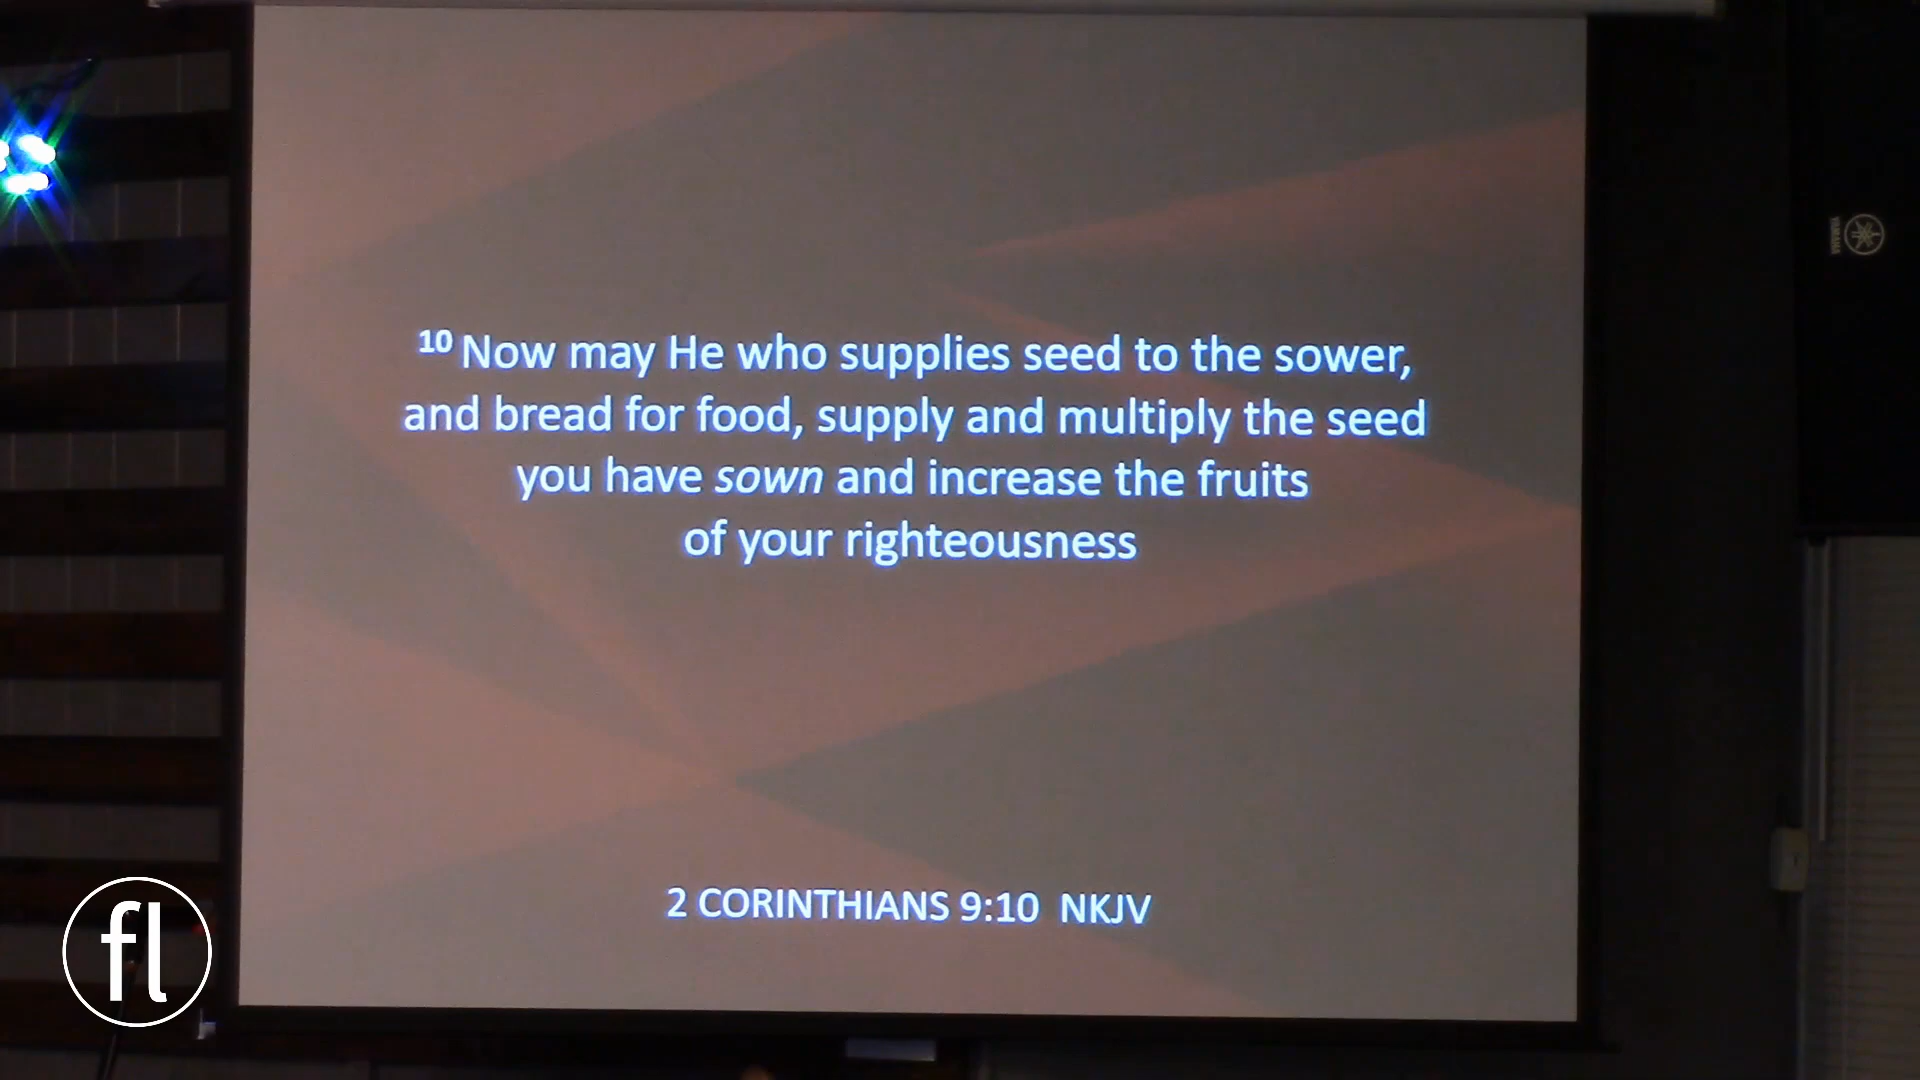 10 Now may He who supplies seed to the sower,
and bread for food, supply and multiply the seed
you have sown and increase the fruits
of your righteousness
2 CORINTHIANS 9:10 NKJV
fl
YAMAHA